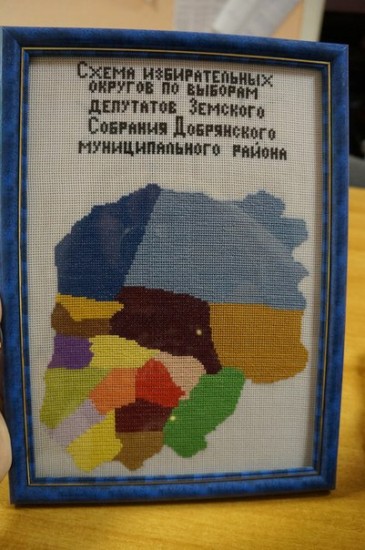 Схема избирательных
округов по выборам
депутатов Земского
Собрания Добрянского
муниципального района